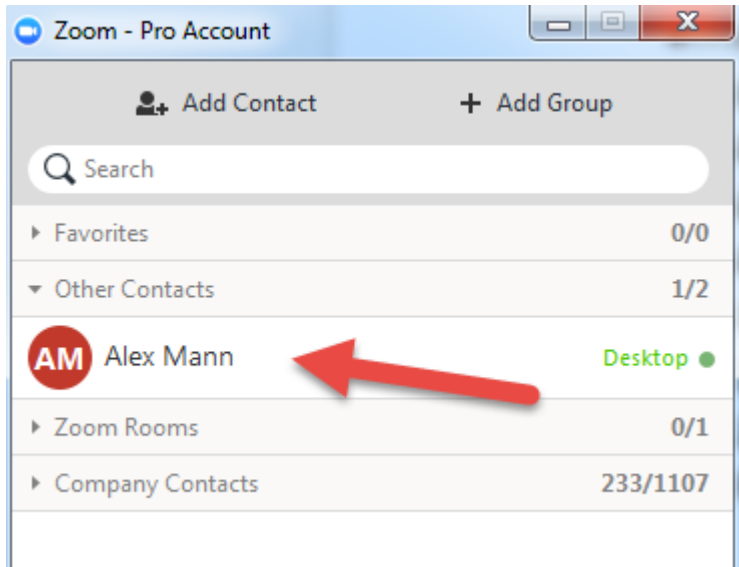 Zoom - Pro Account
Add Contact + Add Group
Search
Favorites 0/0
Other Contacts 1/2
AM Alex Mann Desktop
Zoom Rooms 0/1
Company Contacts 233/1107